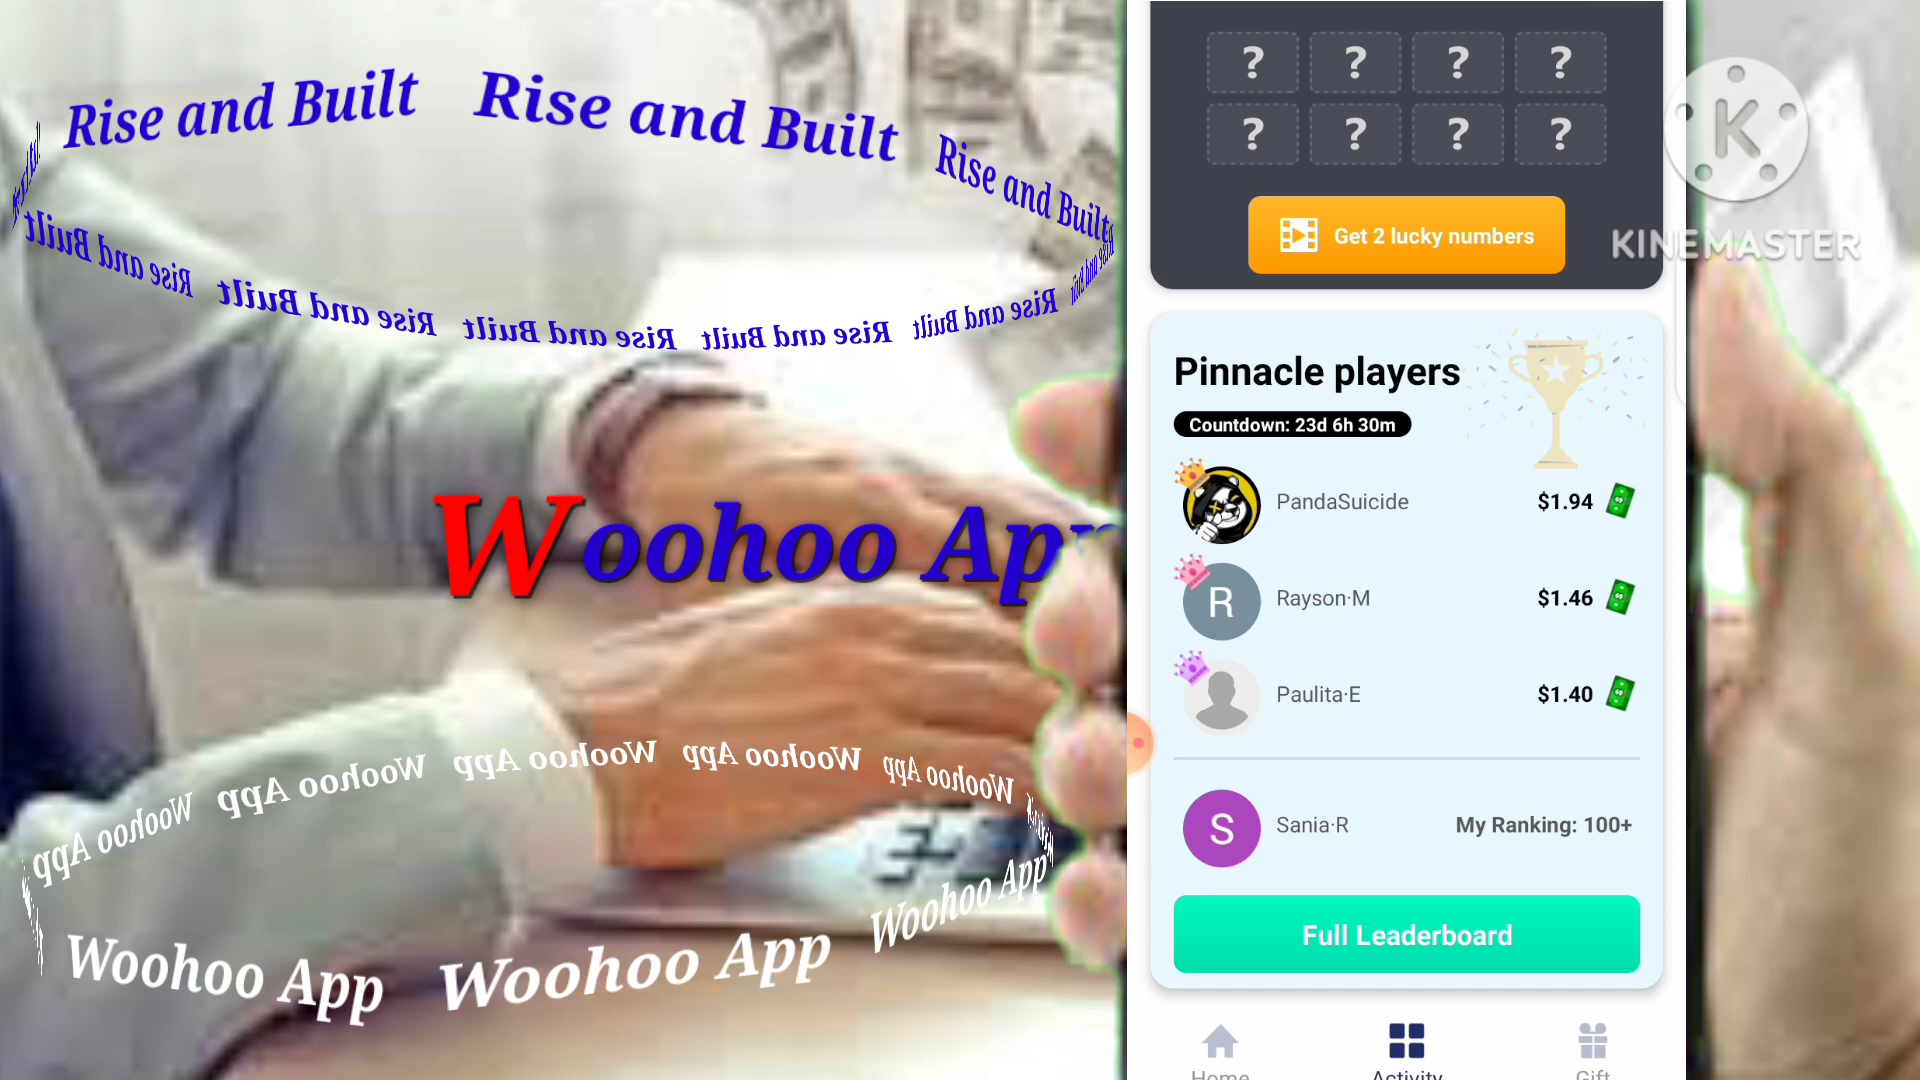 Rise and Built Rise and Built Rise and Built
Rise and Built Rise and Built Rise and Built Rise and Built Rise and Built Rise and Built
Woohoo App
Woohoo App Woohoo App Woohoo App Woohoo App Woohoo App
Woohoo App Woohoo App Woohoo App
? ? ? ?
? ? ? ?
Get 2 lucky numbers
Pinnacle players
Countdown: 23d 6h 30m
PandaSuicide $1.94
R Rayson·M $1.46
Paulita·E $1.40
S Sania·R My Ranking: 100+
Full Leaderboard
Home Activity Gift
K
KINEMASTER